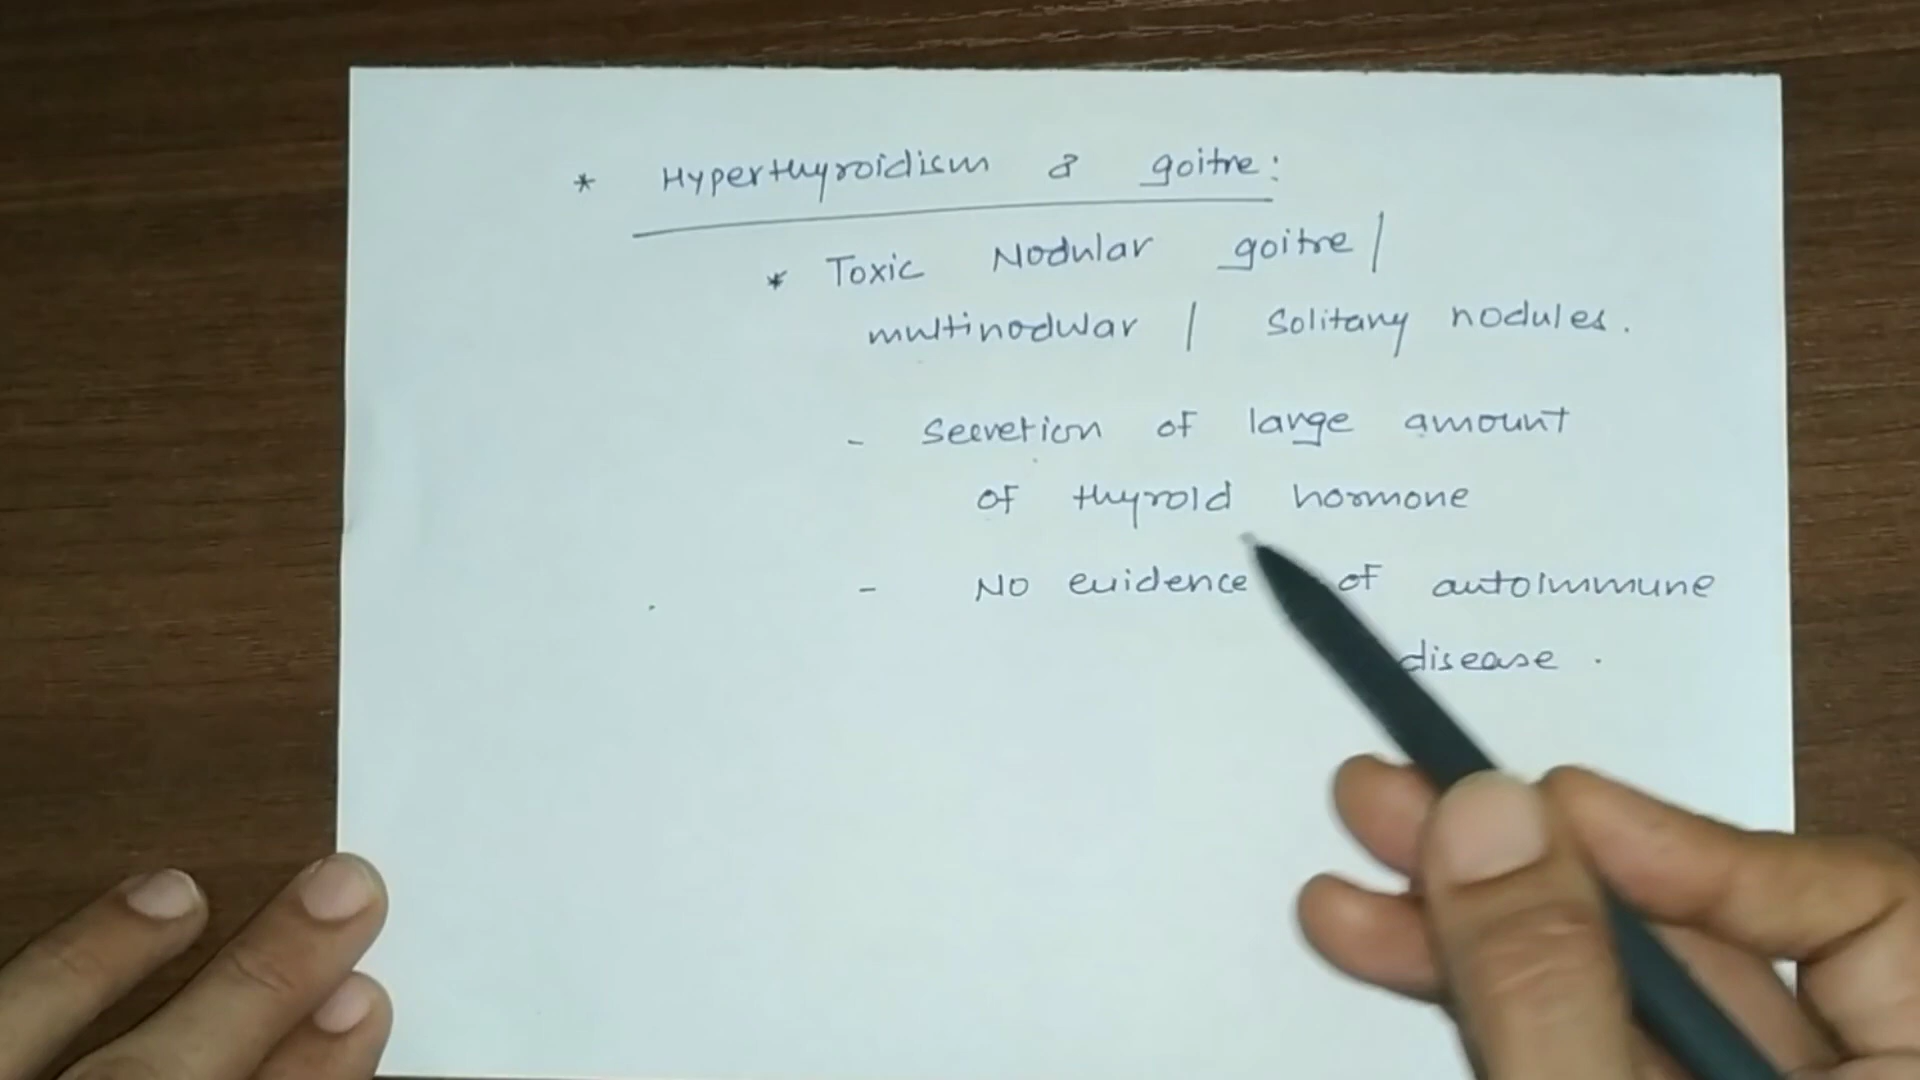 * Hyperthyroidism & goitre:
* Toxic Nodular goitre /
multinodular / Solitary nodules.
- Secretion of large amount
of thyroid hormone
- No evidence of autoimmune
disease.